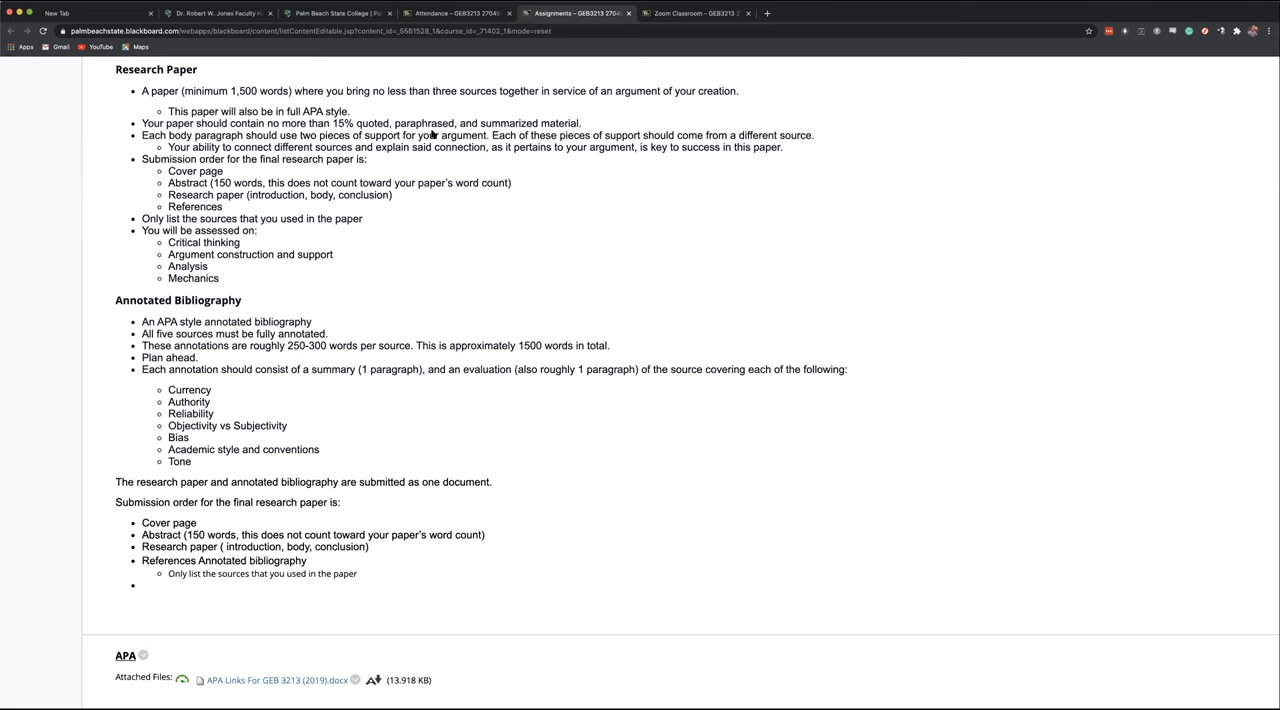 New Tab
Dr. Robert W. Jones Faculty H
Palm Beach State College | Pal
Attendance – GEB3213 27049
Assignments – GEB3213 2704
Zoom Classroom – GEB3213 2
palmbeachstate.blackboard.com/webapps/blackboard/content/listContentEditable.jsp?content_id=_5561528_1&course_id=_71402_1&mode=reset
Apps Gmail YouTube Maps
Research Paper
A paper (minimum 1,500 words) where you bring no less than three sources together in service of an argument of your creation.
This paper will also be in full APA style.
Your paper should contain no more than 15% quoted, paraphrased, and summarized material.
Each body paragraph should use two pieces of support for your argument. Each of these pieces of support should come from a different source.
Your ability to connect different sources and explain said connection, as it pertains to your argument, is key to success in this paper.
Submission order for the final research paper is:
Cover page
Abstract (150 words, this does not count toward your paper's word count)
Research paper (introduction, body, conclusion)
References
Only list the sources that you used in the paper
You will be assessed on:
Critical thinking
Argument construction and support
Analysis
Mechanics
Annotated Bibliography
An APA style annotated bibliography
All five sources must be fully annotated.
These annotations are roughly 250-300 words per source. This is approximately 1500 words in total.
Plan ahead.
Each annotation should consist of a summary (1 paragraph), and an evaluation (also roughly 1 paragraph) of the source covering each of the following:
Currency
Authority
Reliability
Objectivity vs Subjectivity
Bias
Academic style and conventions
Tone
The research paper and annotated bibliography are submitted as one document.
Submission order for the final research paper is:
Cover page
Abstract (150 words, this does not count toward your paper's word count)
Research paper ( introduction, body, conclusion)
References Annotated bibliography
Only list the sources that you used in the paper
APA
Attached Files: APA Links For GEB 3213 (2019).docx (13.918 KB)